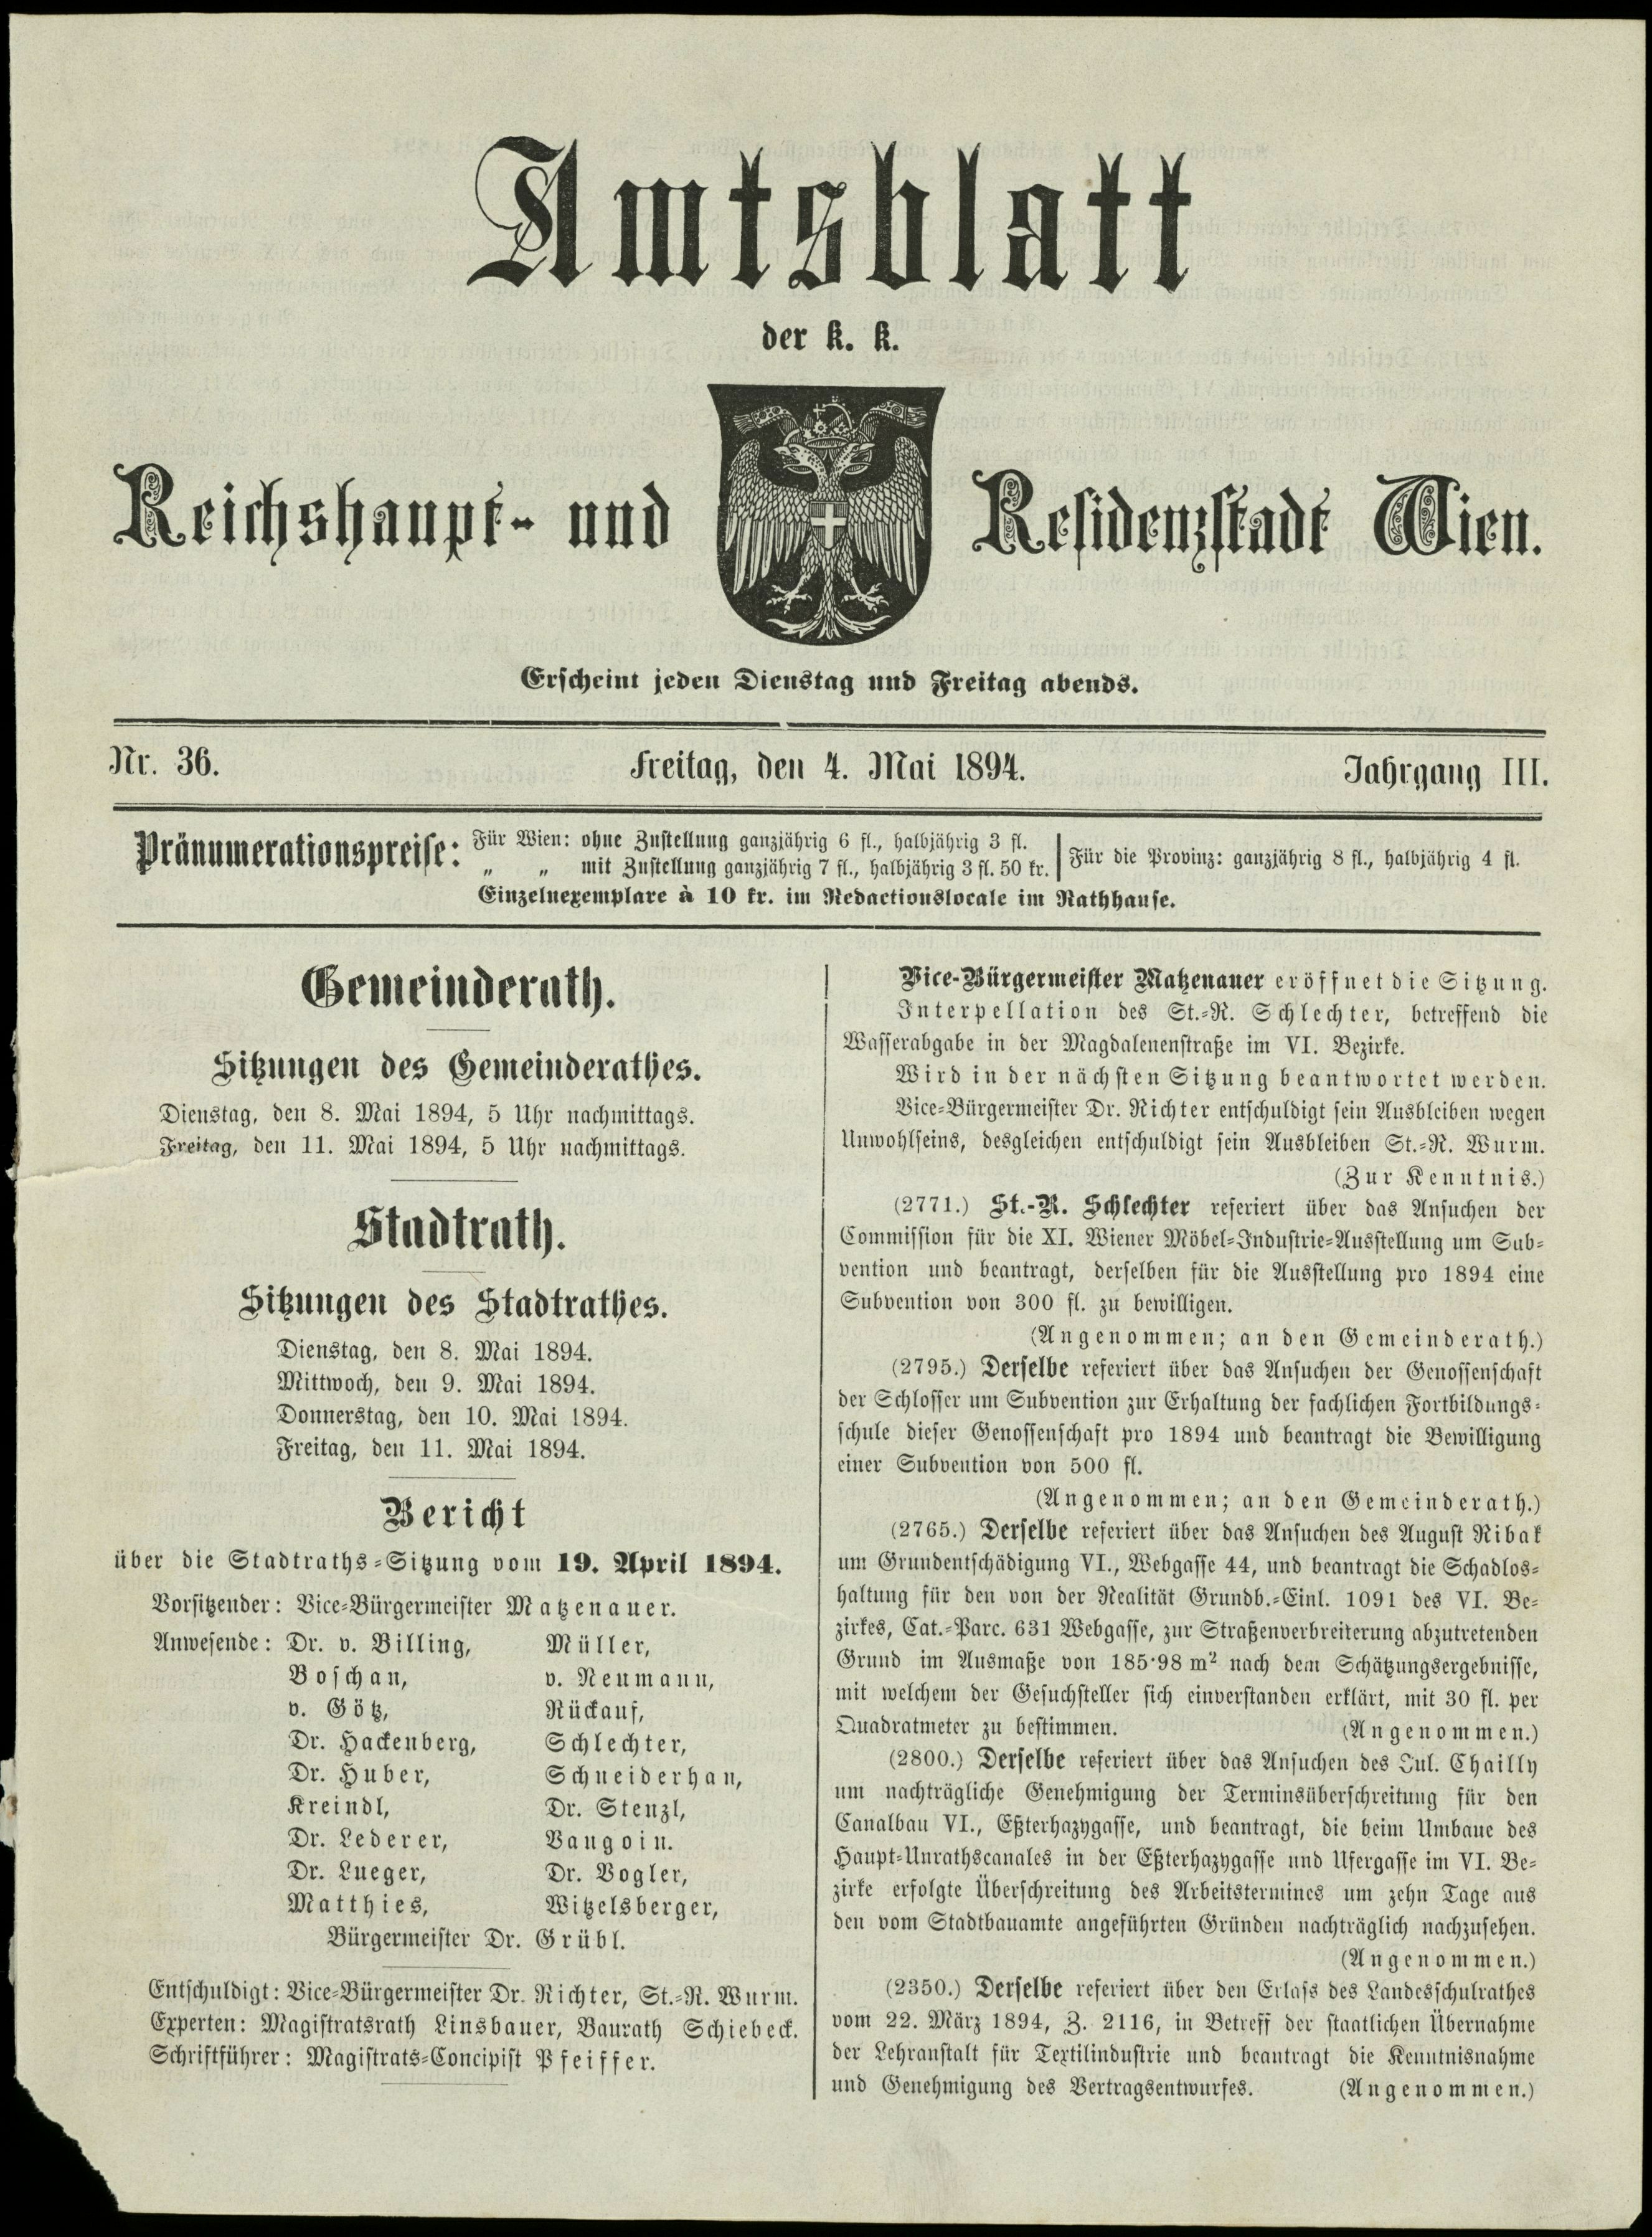 Amtsblatt
der k. k.
Reichshaupt- und Residenzstadt Wien.
Erscheint jeden Dienstag und Freitag abends.
Nr. 36. Freitag, den 4. Mai 1894. Jahrgang III.
Pränumerationspreise: Für Wien: ohne Zustellung ganzjährig 6 fl., halbjährig 3 fl.
„ „ mit Zustellung ganzjährig 7 fl., halbjährig 3 fl. 50 kr.
Für die Provinz: ganzjährig 8 fl., halbjährig 4 fl.
Einzelnexemplare à 10 kr. im Redactionslocale im Rathhause.
Gemeinderath.
Sitzungen des Gemeinderathes.
Dienstag, den 8. Mai 1894, 5 Uhr nachmittags.
Freitag, den 11. Mai 1894, 5 Uhr nachmittags.
Stadtrath.
Sitzungen des Stadtrathes.
Dienstag, den 8. Mai 1894.
Mittwoch, den 9. Mai 1894.
Donnerstag, den 10. Mai 1894.
Freitag, den 11. Mai 1894.
Bericht
über die Stadtraths-Sitzung vom 19. April 1894.
Vorsitzender: Vice-Bürgermeister Matzenauer.
Anwesende: Dr. v. Billing, Müller,
Boschan, v. Neumann,
v. Götz, Rückauf,
Dr. Hackenberg, Schlechter,
Dr. Huber, Schneiderhan,
Kreindl, Dr. Stenzl,
Dr. Lederer, Vaugoin.
Dr. Lueger, Dr. Vogler,
Matthies, Witzelsberger,
Bürgermeister Dr. Grübl.
Entschuldigt: Vice-Bürgermeister Dr. Richter, St.-R. Wurm.
Experten: Magistratsrath Linsbauer, Baurath Schiebeck.
Schriftführer: Magistrats-Concipist Pfeiffer.
Vice-Bürgermeister Matzenauer eröffnet die Sitzung.
Interpellation des St.-R. Schlechter, betreffend die
Wasserabgabe in der Magdalenenstraße im VI. Bezirke.
Wird in der nächsten Sitzung beantwortet werden.
Vice-Bürgermeister Dr. Richter entschuldigt sein Ausbleiben wegen
Unwohlseins, desgleichen entschuldigt sein Ausbleiben St.-R. Wurm.
(Zur Kenntnis.)
(2771.) St.-R. Schlechter referiert über das Ansuchen der
Commission für die XI. Wiener Möbel-Industrie-Ausstellung um Sub-
vention und beantragt, derselben für die Ausstellung pro 1894 eine
Subvention von 300 fl. zu bewilligen.
(Angenommen; an den Gemeinderath.)
(2795.) Derselbe referiert über das Ansuchen der Genossenschaft
der Schlosser um Subvention zur Erhaltung der fachlichen Fortbildungs-
schule dieser Genossenschaft pro 1894 und beantragt die Bewilligung
einer Subvention von 500 fl.
(Angenommen; an den Gemeinderath.)
(2765.) Derselbe referiert über das Ansuchen des August Ribak
um Grundentschädigung VI., Webgasse 44, und beantragt die Schadlos-
haltung für den von der Realität Grundb.-Einl. 1091 des VI. Be-
zirkes, Cat.-Parc. 631 Webgasse, zur Straßenverbreiterung abzutretenden
Grund im Ausmaße von 185·98 m² nach dem Schätzungsergebnisse,
mit welchem der Gesuchsteller sich einverstanden erklärt, mit 30 fl. per
Quadratmeter zu bestimmen. (Angenommen.)
(2800.) Derselbe referiert über das Ansuchen des Jul. Chailly
um nachträgliche Genehmigung der Terminsüberschreitung für den
Canalbau VI., Eßterhazygasse, und beantragt, die beim Umbaue des
Haupt-Unrathscanales in der Eßterhazygasse und Ufergasse im VI. Be-
zirke erfolgte Überschreitung des Arbeitstermines um zehn Tage aus
den vom Stadtbauamte angeführten Gründen nachträglich nachzusehen.
(Angenommen.)
(2350.) Derselbe referiert über den Erlass des Landesschulrathes
vom 22. März 1894, Z. 2116, in Betreff der staatlichen Übernahme
der Lehranstalt für Textilindustrie und beantragt die Kenntnisnahme
und Genehmigung des Vertragsentwurfes. (Angenommen.)